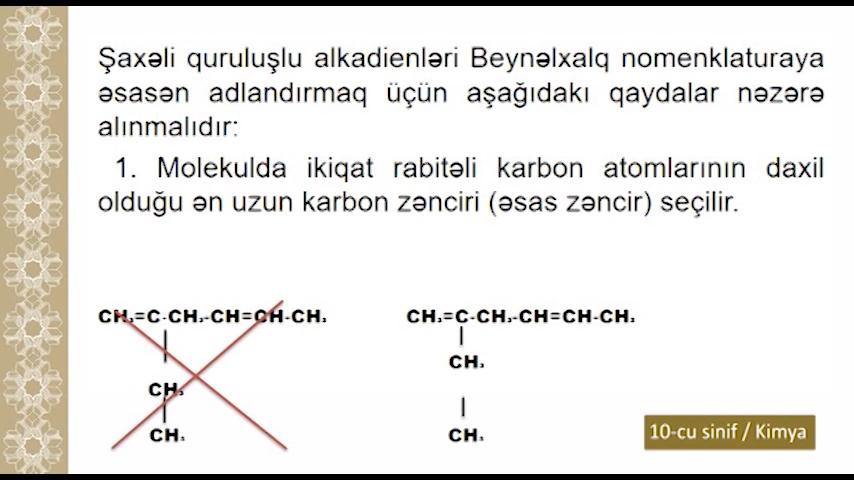 Şaxəli quruluşlu alkadienləri Beynəlxalq nomenklaturaya
əsasən adlandırmaq üçün aşağıdakı qaydalar nəzərə
alınmalıdır:
1. Molekulda ikiqat rabitəli karbon atomlarının daxil
olduğu ən uzun karbon zənciri (əsas zəncir) seçilir.
CH₂=C-CH₂-CH=CH-CH₃
|
CH₂
|
CH₃
CH₂=C-CH₂-CH=CH-CH₃
|
CH₂
|
CH₃
10-cu sinif / Kimya